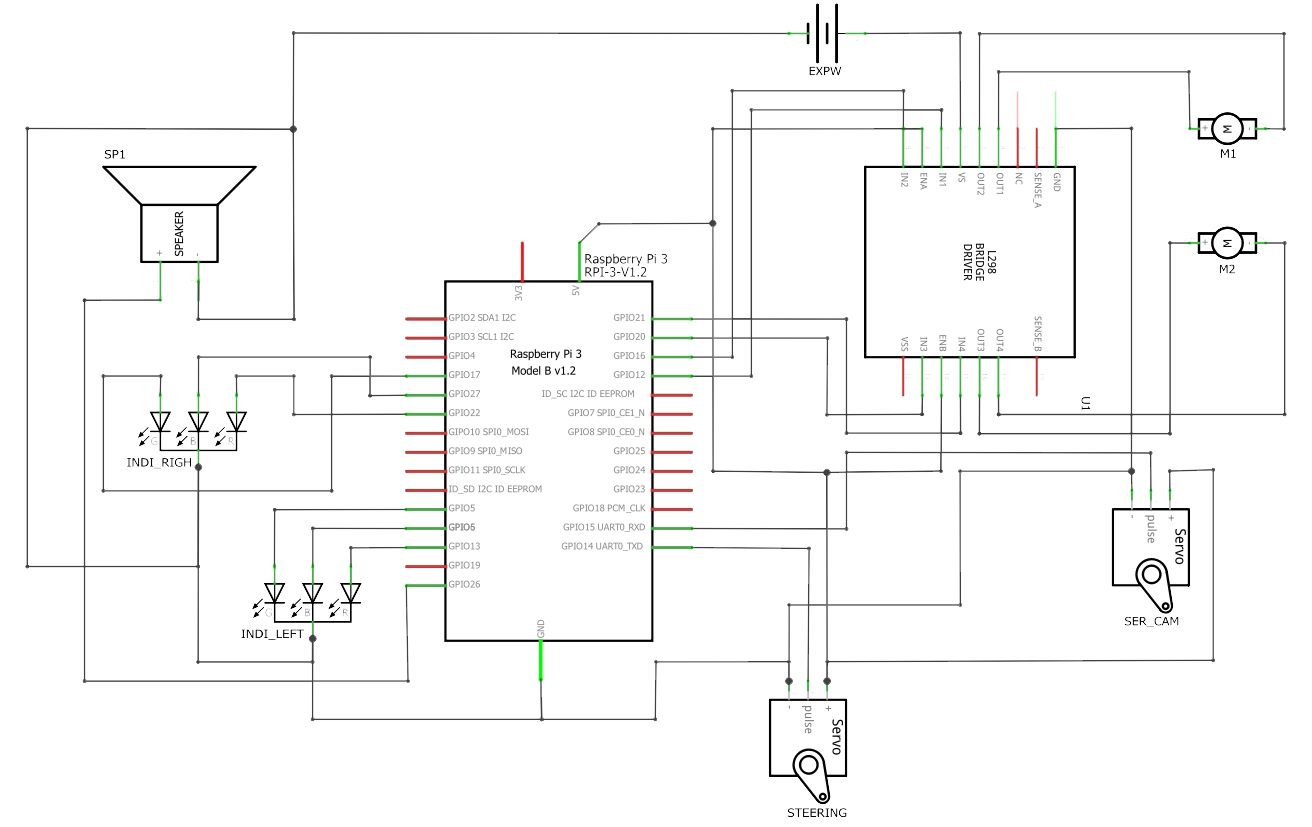 EXPW
SP1
SPEAKER
+
-
M
+
-
M1
M
+
-
M2
IN2
ENA
IN1
VS
OUT2
OUT1
NC
SENSE_A
GND
L298
BRIDGE
DRIVER
VSS
IN3
ENB
IN4
OUT3
OUT4
SENSE_B
U1
Raspberry Pi 3
RPI-3-V1.2
3V3
5V
Raspberry Pi 3
Model B v1.2
GPIO2 SDA1 I2C
GPIO3 SCL1 I2C
GPIO4
GPIO17
GPIO27
GPIO22
GIPO10 SPI0_MOSI
GPIO9 SPI0_MISO
GPIO11 SPI0_SCLK
ID_SD I2C ID EEPROM
GPIO5
GPIO6
GPIO13
GPIO19
GPIO26
GPIO21
GPIO20
GPIO16
GPIO12
ID_SC I2C ID EEPROM
GPIO7 SPI0_CE1_N
GPIO8 SPI0_CE0_N
GPIO25
GPIO24
GPIO23
GPIO18 PCM_CLK
GPIO15 UART0_RXD
GPIO14 UART0_TXD
GND
G
B
R
INDI_RIGH
G
B
R
INDI_LEFT
-
pulse
+
Servo
SER_CAM
-
pulse
+
Servo
STEERING